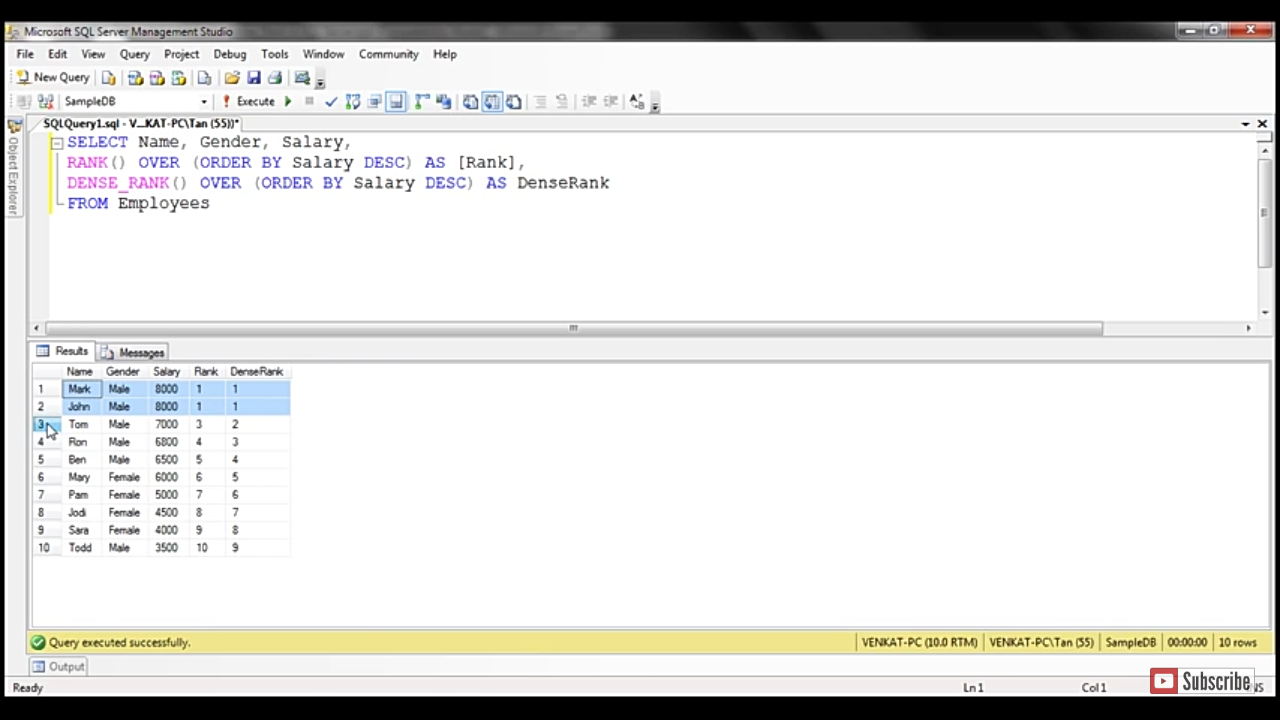 Microsoft SQL Server Management Studio
File Edit View Query Project Debug Tools Window Community Help
New Query
SampleDB Execute
SQLQuery1.sql - V...KAT-PC\Tan (55))*
Object Explorer
SELECT Name, Gender, Salary,
RANK() OVER (ORDER BY Salary DESC) AS [Rank],
DENSE_RANK() OVER (ORDER BY Salary DESC) AS DenseRank
FROM Employees
Results Messages
Name Gender Salary Rank DenseRank
1 Mark Male 8000 1 1
2 John Male 8000 1 1
3 Tom Male 7000 3 2
4 Ron Male 6800 4 3
5 Ben Male 6500 5 4
6 Mary Female 6000 6 5
7 Pam Female 5000 7 6
8 Jodi Female 4500 8 7
9 Sara Female 4000 9 8
10 Todd Male 3500 10 9
Query executed successfully. VENKAT-PC (10.0 RTM) VENKAT-PC\Tan (55) SampleDB 00:00:00 10 rows
Output
Subscribe
Ready Ln 1 Col 1